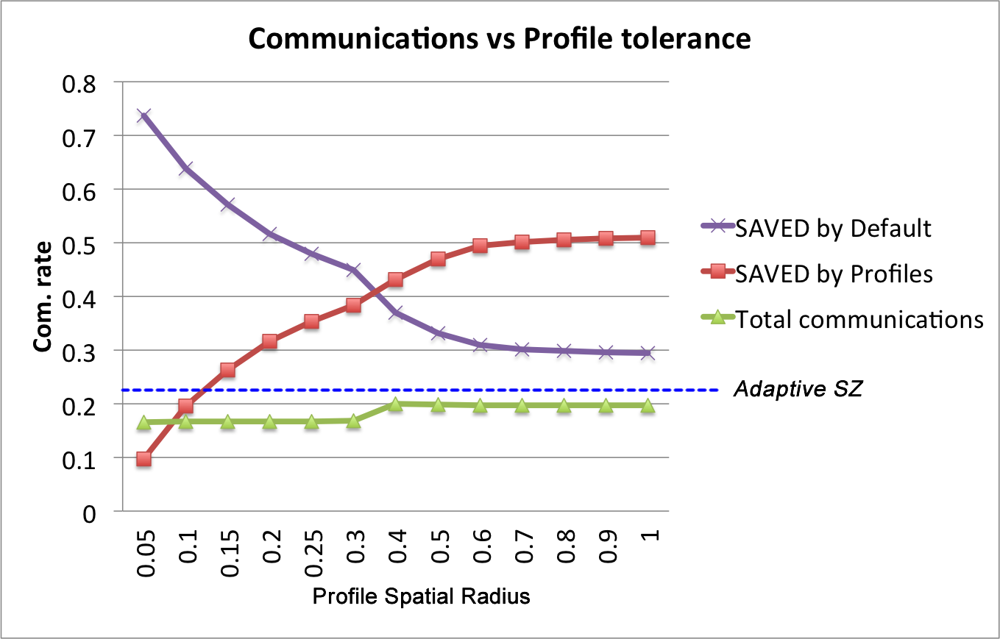 Communications vs Profile tolerance
0.8
0.7
0.6
0.5
0.4
0.3
0.2
0.1
0
Com. rate
0.05 0.1 0.15 0.2 0.25 0.3 0.4 0.5 0.6 0.7 0.8 0.9 1
Profile Spatial Radius
SAVED by Default
SAVED by Profiles
Total communications
Adaptive SZ